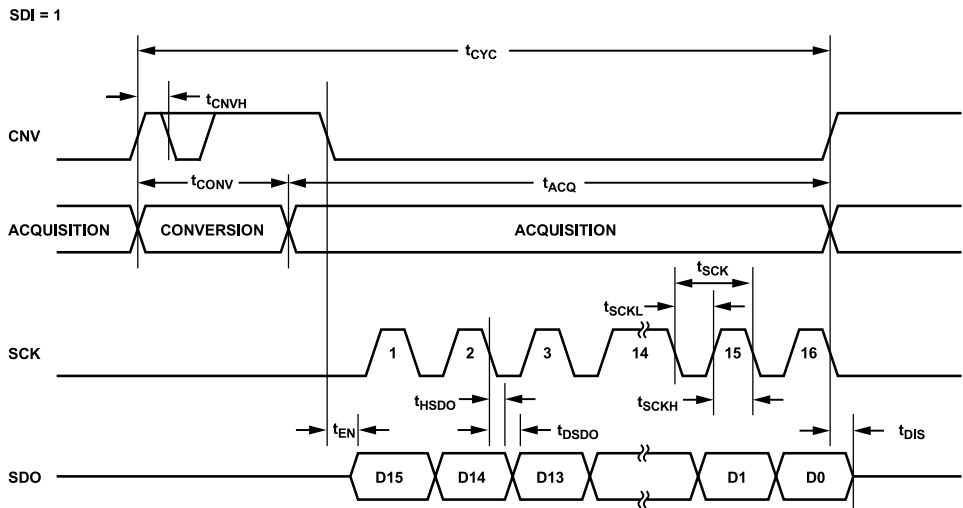 SDI = 1
tCYC
tCNVH
CNV
tCONV
tACQ
ACQUISITION CONVERSION ACQUISITION
tSCK
tSCKL
SCK 1 2 3 14 15 16
tHSDO tSCKH
tEN tDSDO tDIS
SDO D15 D14 D13 D1 D0